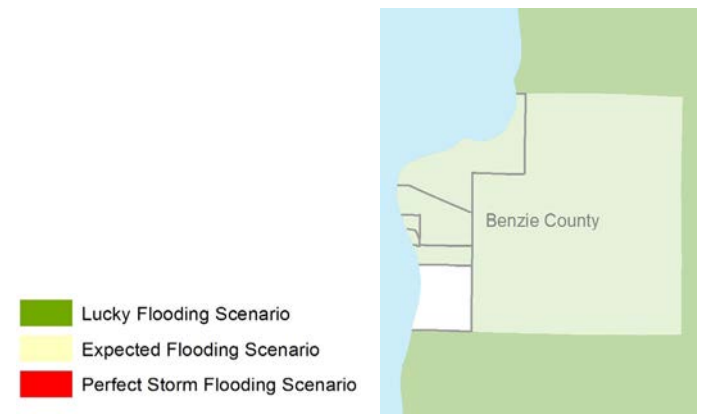 Benzie County
Lucky Flooding Scenario
Expected Flooding Scenario
Perfect Storm Flooding Scenario